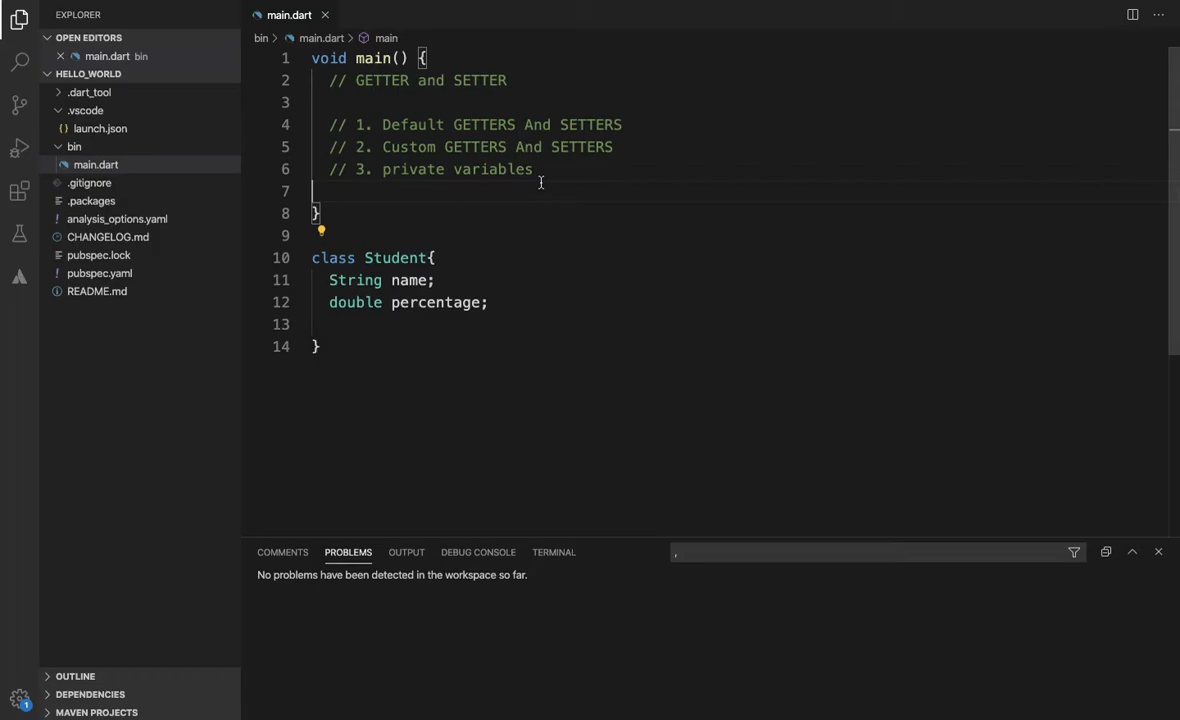 EXPLORER
OPEN EDITORS
main.dart bin
HELLO_WORLD
.dart_tool
.vscode
launch.json
bin
main.dart
.gitignore
.packages
analysis_options.yaml
CHANGELOG.md
pubspec.lock
pubspec.yaml
README.md
OUTLINE
DEPENDENCIES
MAVEN PROJECTS
1
main.dart
bin > main.dart > main
1 void main() {
2 // GETTER and SETTER
3
4 // 1. Default GETTERS And SETTERS
5 // 2. Custom GETTERS And SETTERS
6 // 3. private variables
7
8 }
9
10 class Student{
11 String name;
12 double percentage;
13
14 }
COMMENTS PROBLEMS OUTPUT DEBUG CONSOLE TERMINAL ,
No problems have been detected in the workspace so far.